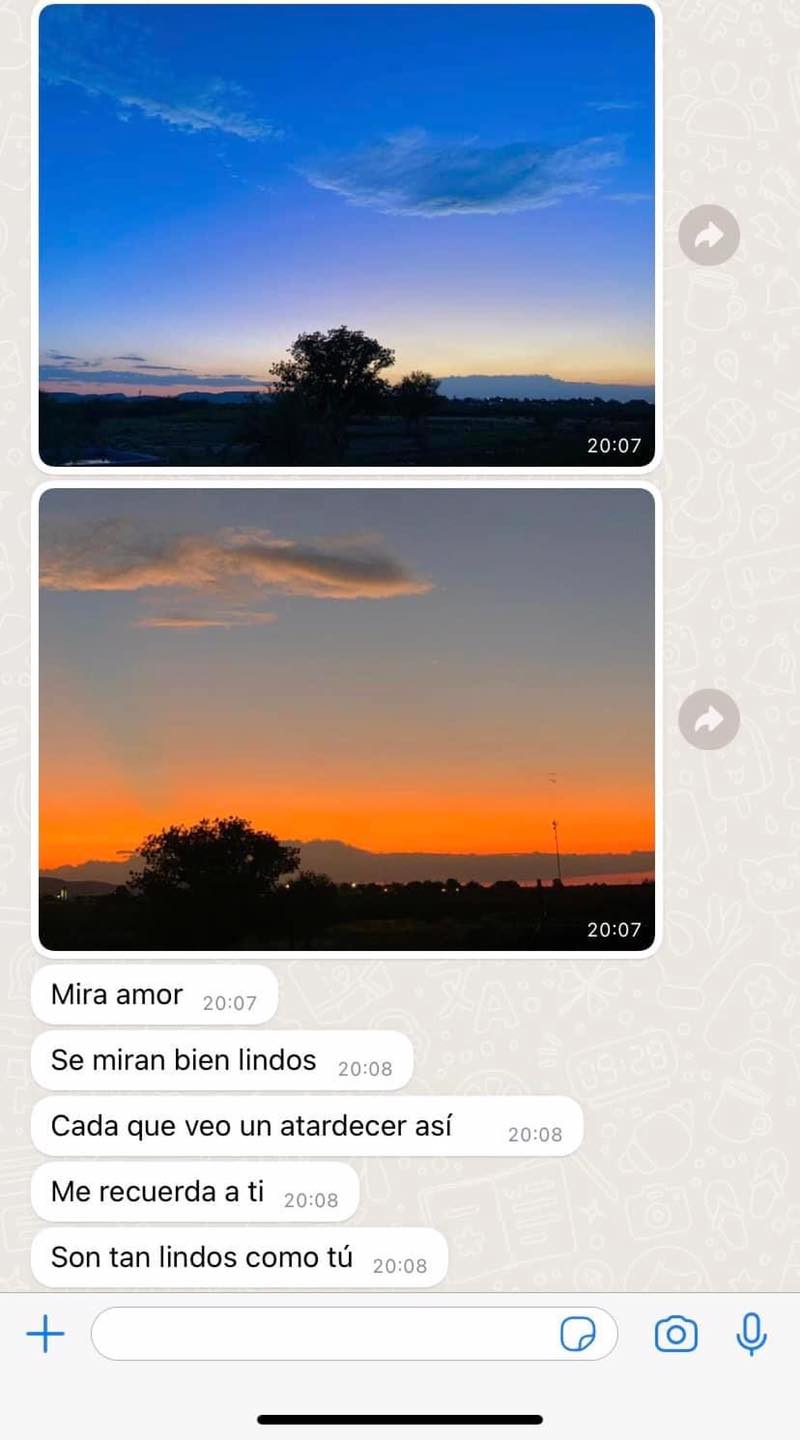 20:07
20:07
Mira amor 20:07
Se miran bien lindos 20:08
Cada que veo un atardecer así 20:08
Me recuerda a ti 20:08
Son tan lindos como tú 20:08